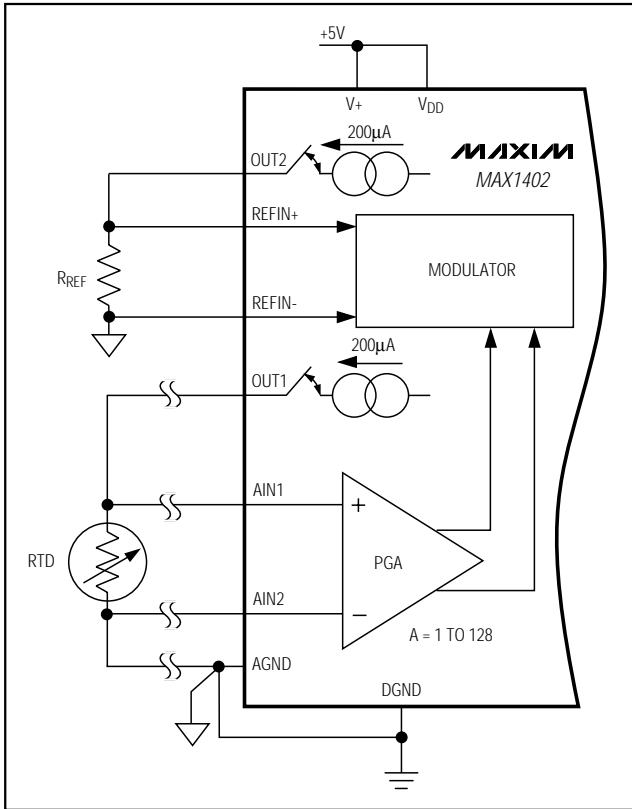 +5V
V+ VDD
200µA
OUT2
MAXIM
MAX1402
REFIN+
RREF
MODULATOR
REFIN-
200µA
OUT1
AIN1
+
RTD
PGA
AIN2
−
A = 1 TO 128
AGND
DGND